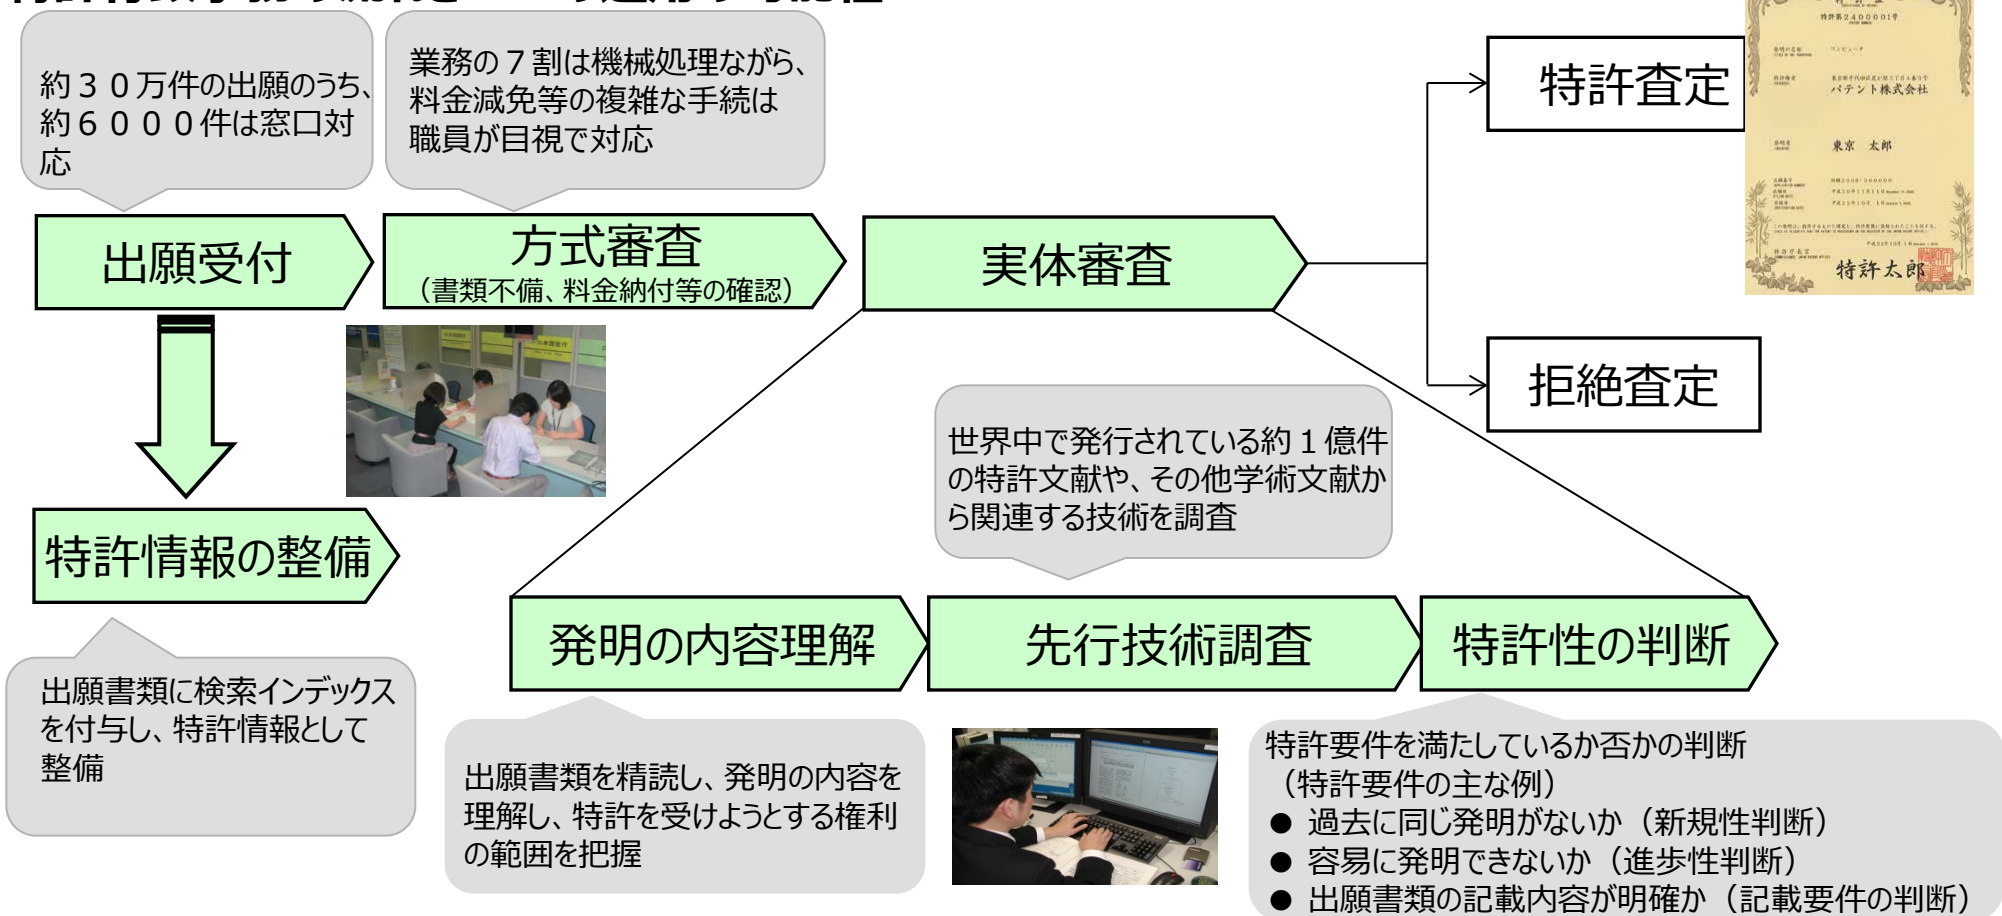 約３０万件の出願のうち、
約６０００件は窓口対
応
業務の７割は機械処理ながら、
料金減免等の複雑な手続は
職員が目視で対応
出願受付
方式審査
（書類不備、料金納付等の確認）
実体審査
特許査定
拒絶査定
特許第２４００００１号
パテント株式会社
東京 太郎
特許太郎
世界中で発行されている約１億件
の特許文献や、その他学術文献か
ら関連する技術を調査
特許情報の整備
発明の内容理解
先行技術調査
特許性の判断
出願書類に検索インデックス
を付与し、特許情報として
整備
出願書類を精読し、発明の内容を
理解し、特許を受けようとする権利
の範囲を把握
特許要件を満たしているか否かの判断
（特許要件の主な例）
● 過去に同じ発明がないか（新規性判断）
● 容易に発明できないか（進歩性判断）
● 出願書類の記載内容が明確か（記載要件の判断）